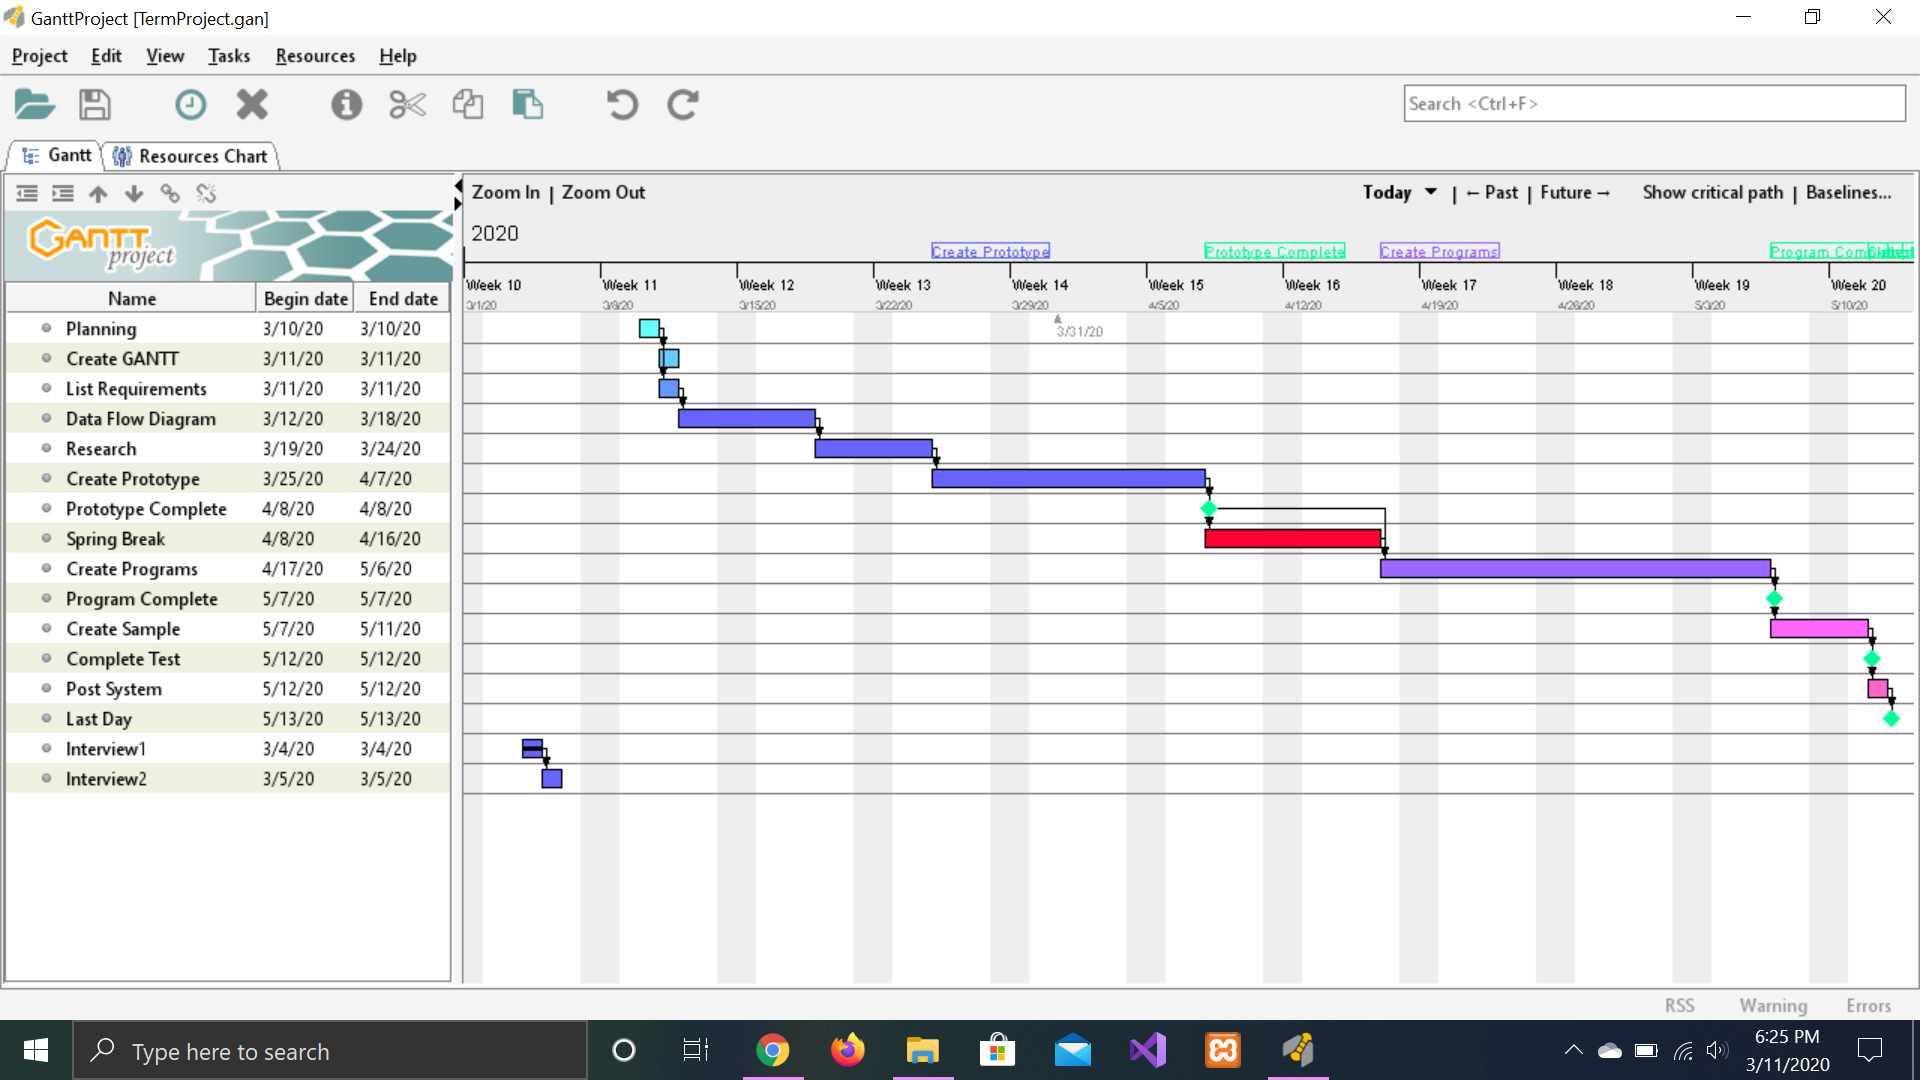 GanttProject [TermProject.gan]
Project Edit View Tasks Resources Help
Search <Ctrl+F>
Gantt Resources Chart
Zoom In | Zoom Out Today | ← Past | Future → Show critical path | Baselines...
GANTT project
2020
Create Prototype Prototype Complete Create Programs
Week 10 Week 11 Week 12 Week 13 Week 14 Week 15 Week 16 Week 17 Week 18 Week 19 Week 20
3/1/20 3/8/20 3/15/20 3/22/20 3/29/20 4/5/20 4/12/20 4/19/20 4/26/20 5/3/20 5/10/20
Name Begin date End date
3/31/20
Planning 3/10/20 3/10/20
Create GANTT 3/11/20 3/11/20
List Requirements 3/11/20 3/11/20
Data Flow Diagram 3/12/20 3/18/20
Research 3/19/20 3/24/20
Create Prototype 3/25/20 4/7/20
Prototype Complete 4/8/20 4/8/20
Spring Break 4/8/20 4/16/20
Create Programs 4/17/20 5/6/20
Program Complete 5/7/20 5/7/20
Create Sample 5/7/20 5/11/20
Complete Test 5/12/20 5/12/20
Post System 5/12/20 5/12/20
Last Day 5/13/20 5/13/20
Interview1 3/4/20 3/4/20
Interview2 3/5/20 3/5/20
RSS Warning Errors
Type here to search
6:25 PM
3/11/2020